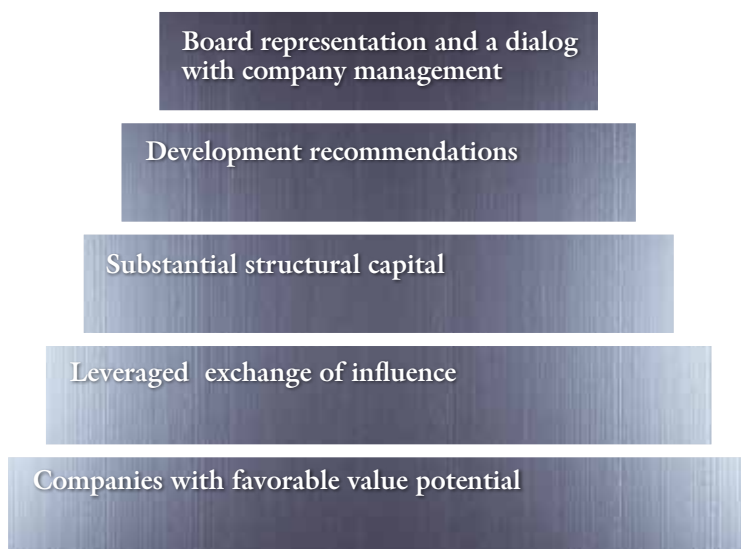 Board representation and a dialog
with company management
Development recommendations
Substantial structural capital
Leveraged exchange of influence
Companies with favorable value potential